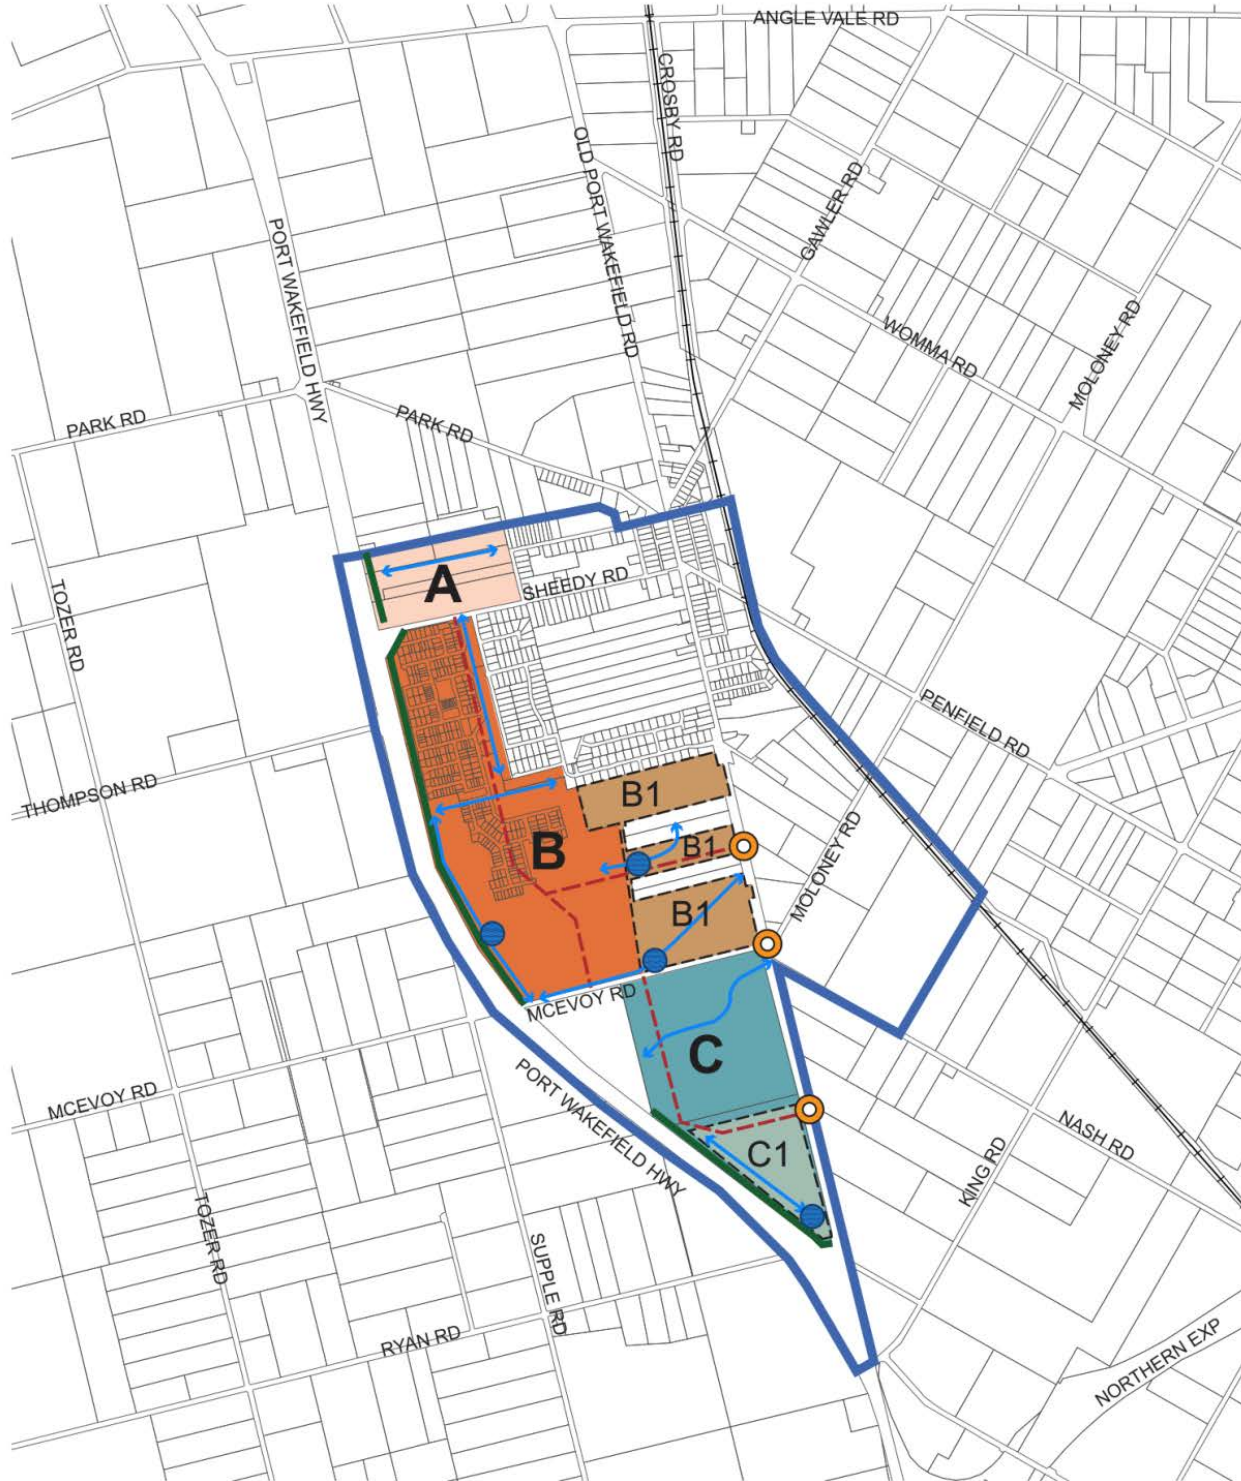 ANGLE VALE RD
CROSBY RD
OLD PORT WAKEFIELD RD
GAWLER RD
PORT WAKEFIELD HWY
WOMMA RD
MOLONEY RD
PARK RD
PARK RD
A
SHEEDY RD
TOZER RD
PENFIELD RD
THOMPSON RD
B1
B
B1
MOLONEY RD
B1
MCEVOY RD
C
PORT WAKEFIELD HWY
MCEVOY RD
NASH RD
C1
KING RD
TOZER RD
SUPPLE RD
RYAN RD
NORTHERN EXP